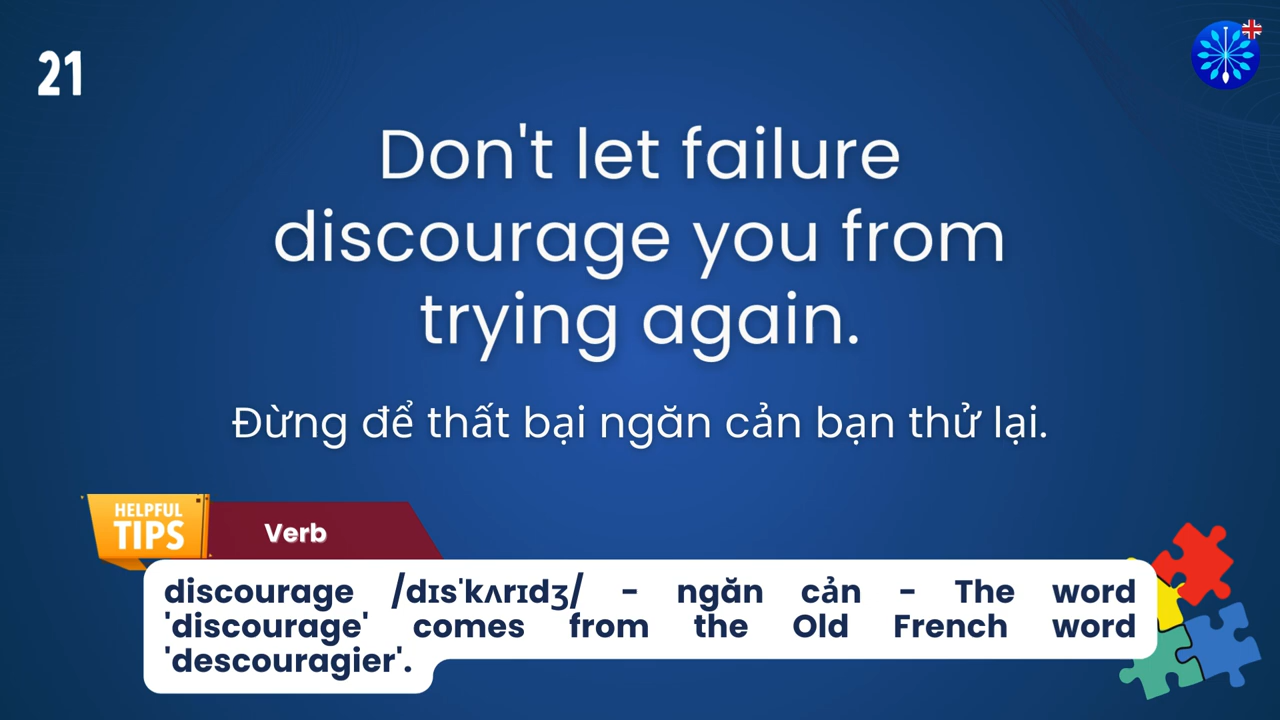 21
Don't let failure
discourage you from
trying again.
Đừng để thất bại ngăn cản bạn thử lại.
HELPFUL
TIPS
Verb
discourage /dɪsˈkʌrɪdʒ/ - ngăn cản - The word
'discourage' comes from the Old French word
'descouragier'.